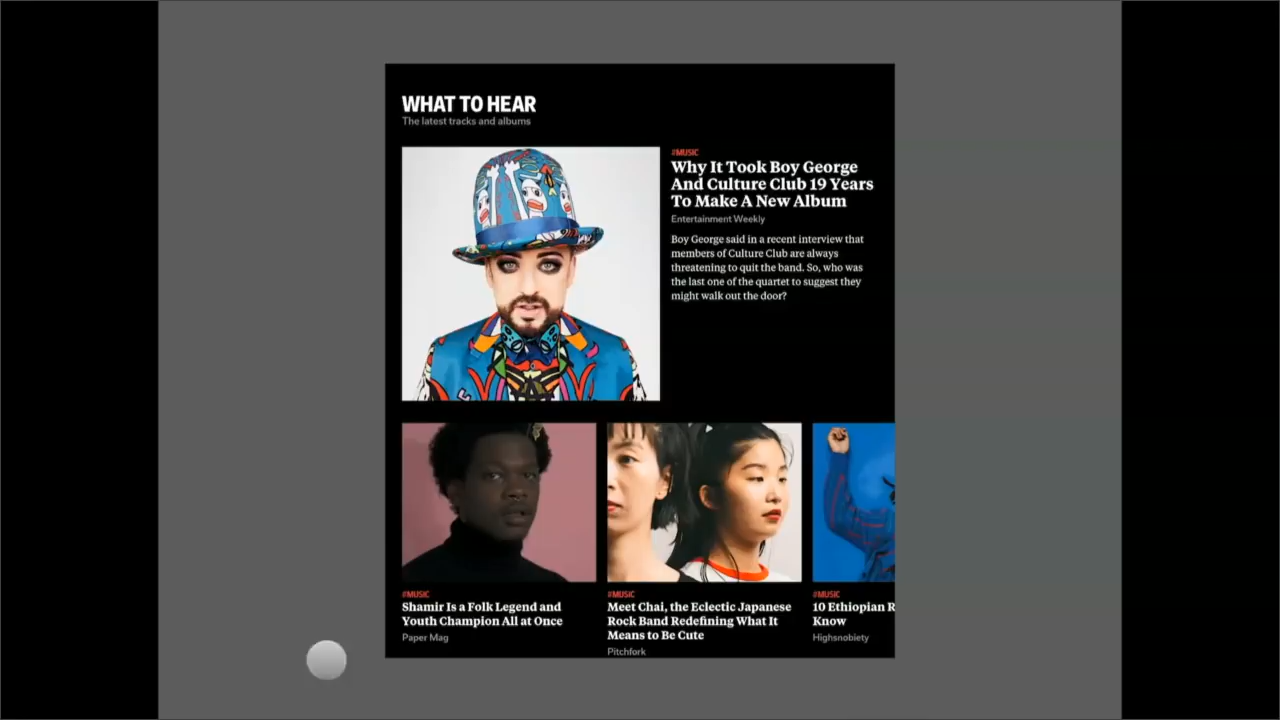 WHAT TO HEAR
The latest tracks and albums
#MUSIC
Why It Took Boy George
And Culture Club 19 Years
To Make A New Album
Entertainment Weekly
Boy George said in a recent interview that
members of Culture Club are always
threatening to quit the band. So, who was
the last one of the quartet to suggest they
might walk out the door?
#MUSIC
Shamir Is a Folk Legend and
Youth Champion All at Once
Paper Mag
#MUSIC
Meet Chai, the Eclectic Japanese
Rock Band Redefining What It
Means to Be Cute
Pitchfork
#MUSIC
10 Ethiopian R
Know
Highsnobiety